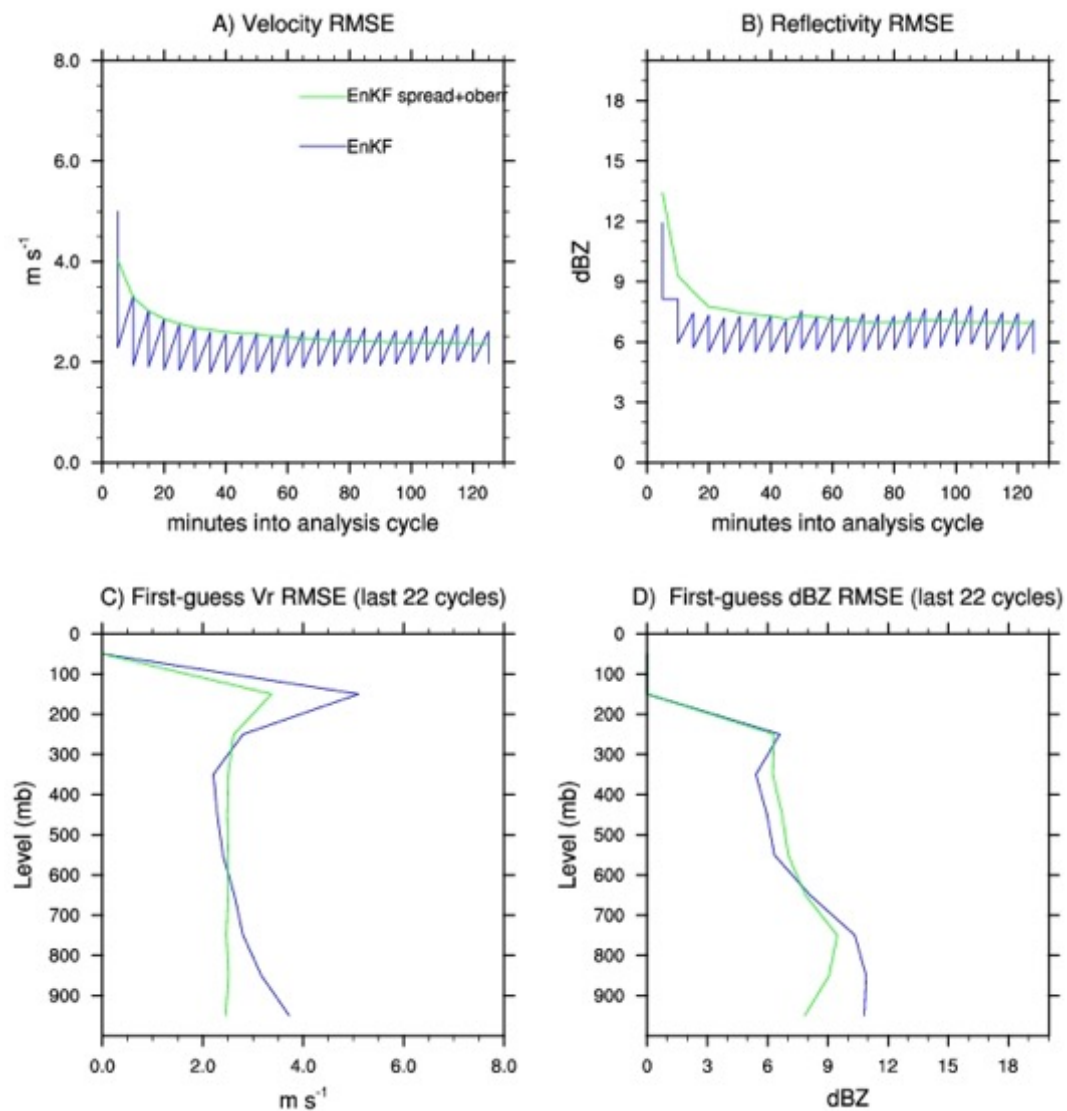 A) Velocity RMSE
8.0
6.0
4.0
2.0
0.0
m s⁻¹
EnKF spread+oberr
EnKF
0 20 40 60 80 100 120
minutes into analysis cycle
B) Reflectivity RMSE
18
15
12
9
6
3
0
dBZ
0 20 40 60 80 100 120
minutes into analysis cycle
C) First-guess Vr RMSE (last 22 cycles)
0
100
200
300
400
500
600
700
800
900
Level (mb)
0.0 2.0 4.0 6.0 8.0
m s⁻¹
D) First-guess dBZ RMSE (last 22 cycles)
0
100
200
300
400
500
600
700
800
900
Level (mb)
0 3 6 9 12 15 18
dBZ